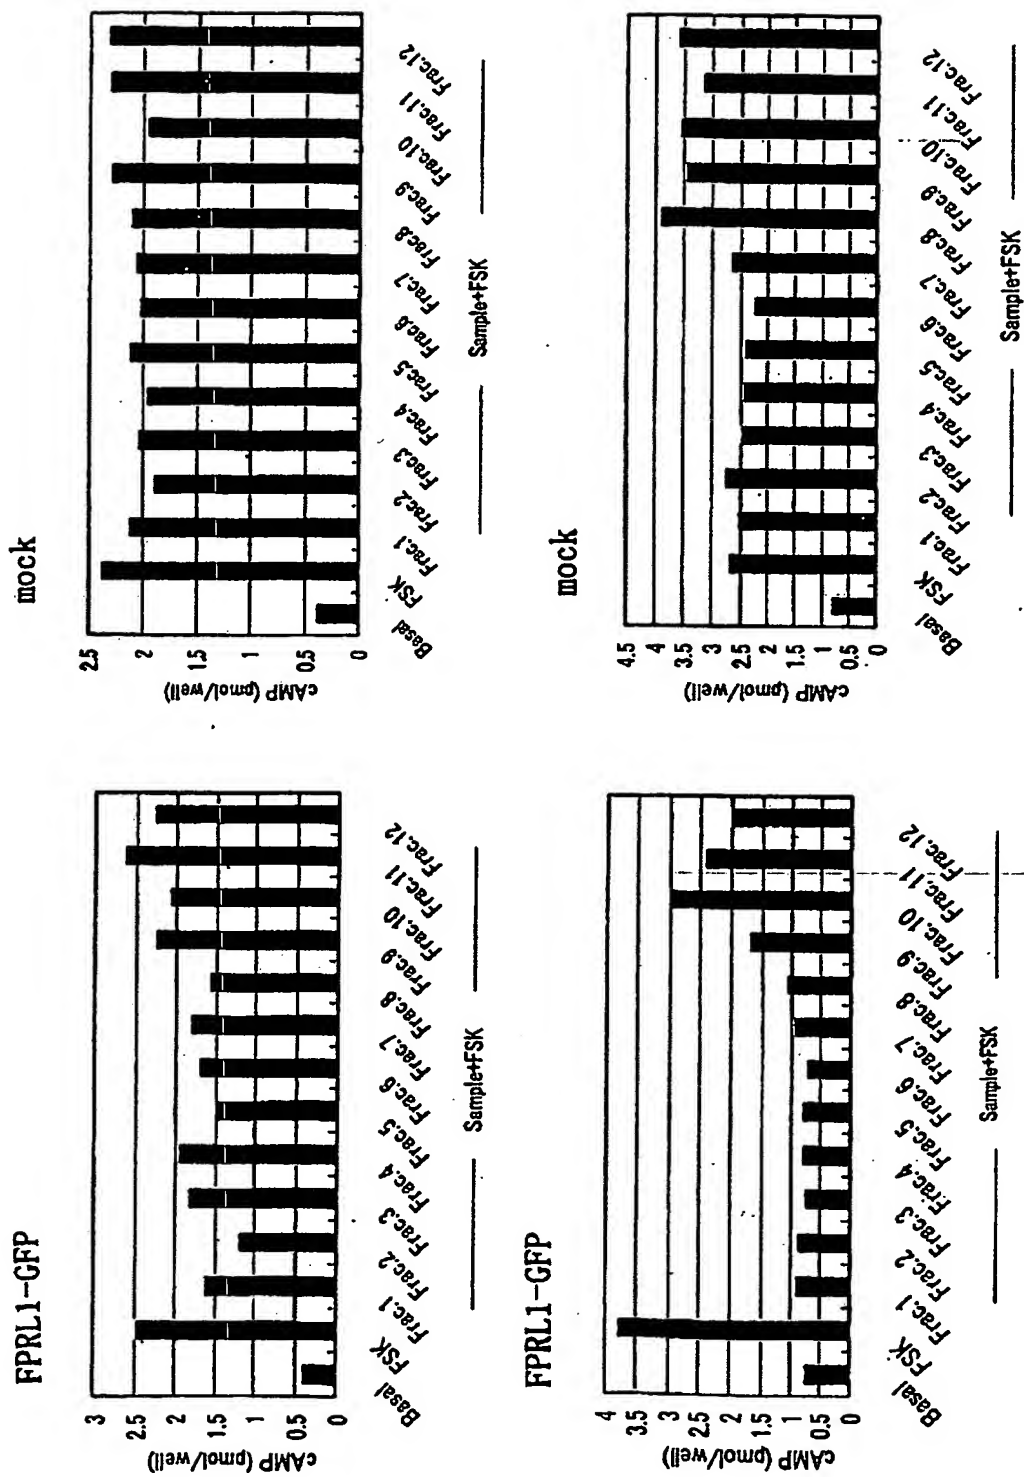 FPRL1-GFP
cAMP (pmol/well)
3
2.5
2
1.5
1
0.5
0
Basal
FSK
Frac.1
Frac.2
Frac.3
Frac.4
Frac.5
Frac.6
Frac.7
Frac.8
Frac.9
Frac.10
Frac.11
Frac.12
Sample+FSK
mock
cAMP (pmol/well)
2.5
2
1.5
1
0.5
0
Basal
FSK
Frac.1
Frac.2
Frac.3
Frac.4
Frac.5
Frac.6
Frac.7
Frac.8
Frac.9
Frac.10
Frac.11
Frac.12
Sample+FSK
FPRL1-GFP
cAMP (pmol/well)
4
3.5
3
2.5
2
1.5
1
0.5
0
Basal
FSK
Frac.1
Frac.2
Frac.3
Frac.4
Frac.5
Frac.6
Frac.7
Frac.8
Frac.9
Frac.10
Frac.11
Frac.12
Sample+FSK
mock
cAMP (pmol/well)
4.5
4
3.5
3
2.5
2
1.5
1
0.5
0
Basal
FSK
Frac.1
Frac.2
Frac.3
Frac.4
Frac.5
Frac.6
Frac.7
Frac.8
Frac.9
Frac.10
Frac.11
Frac.12
Sample+FSK